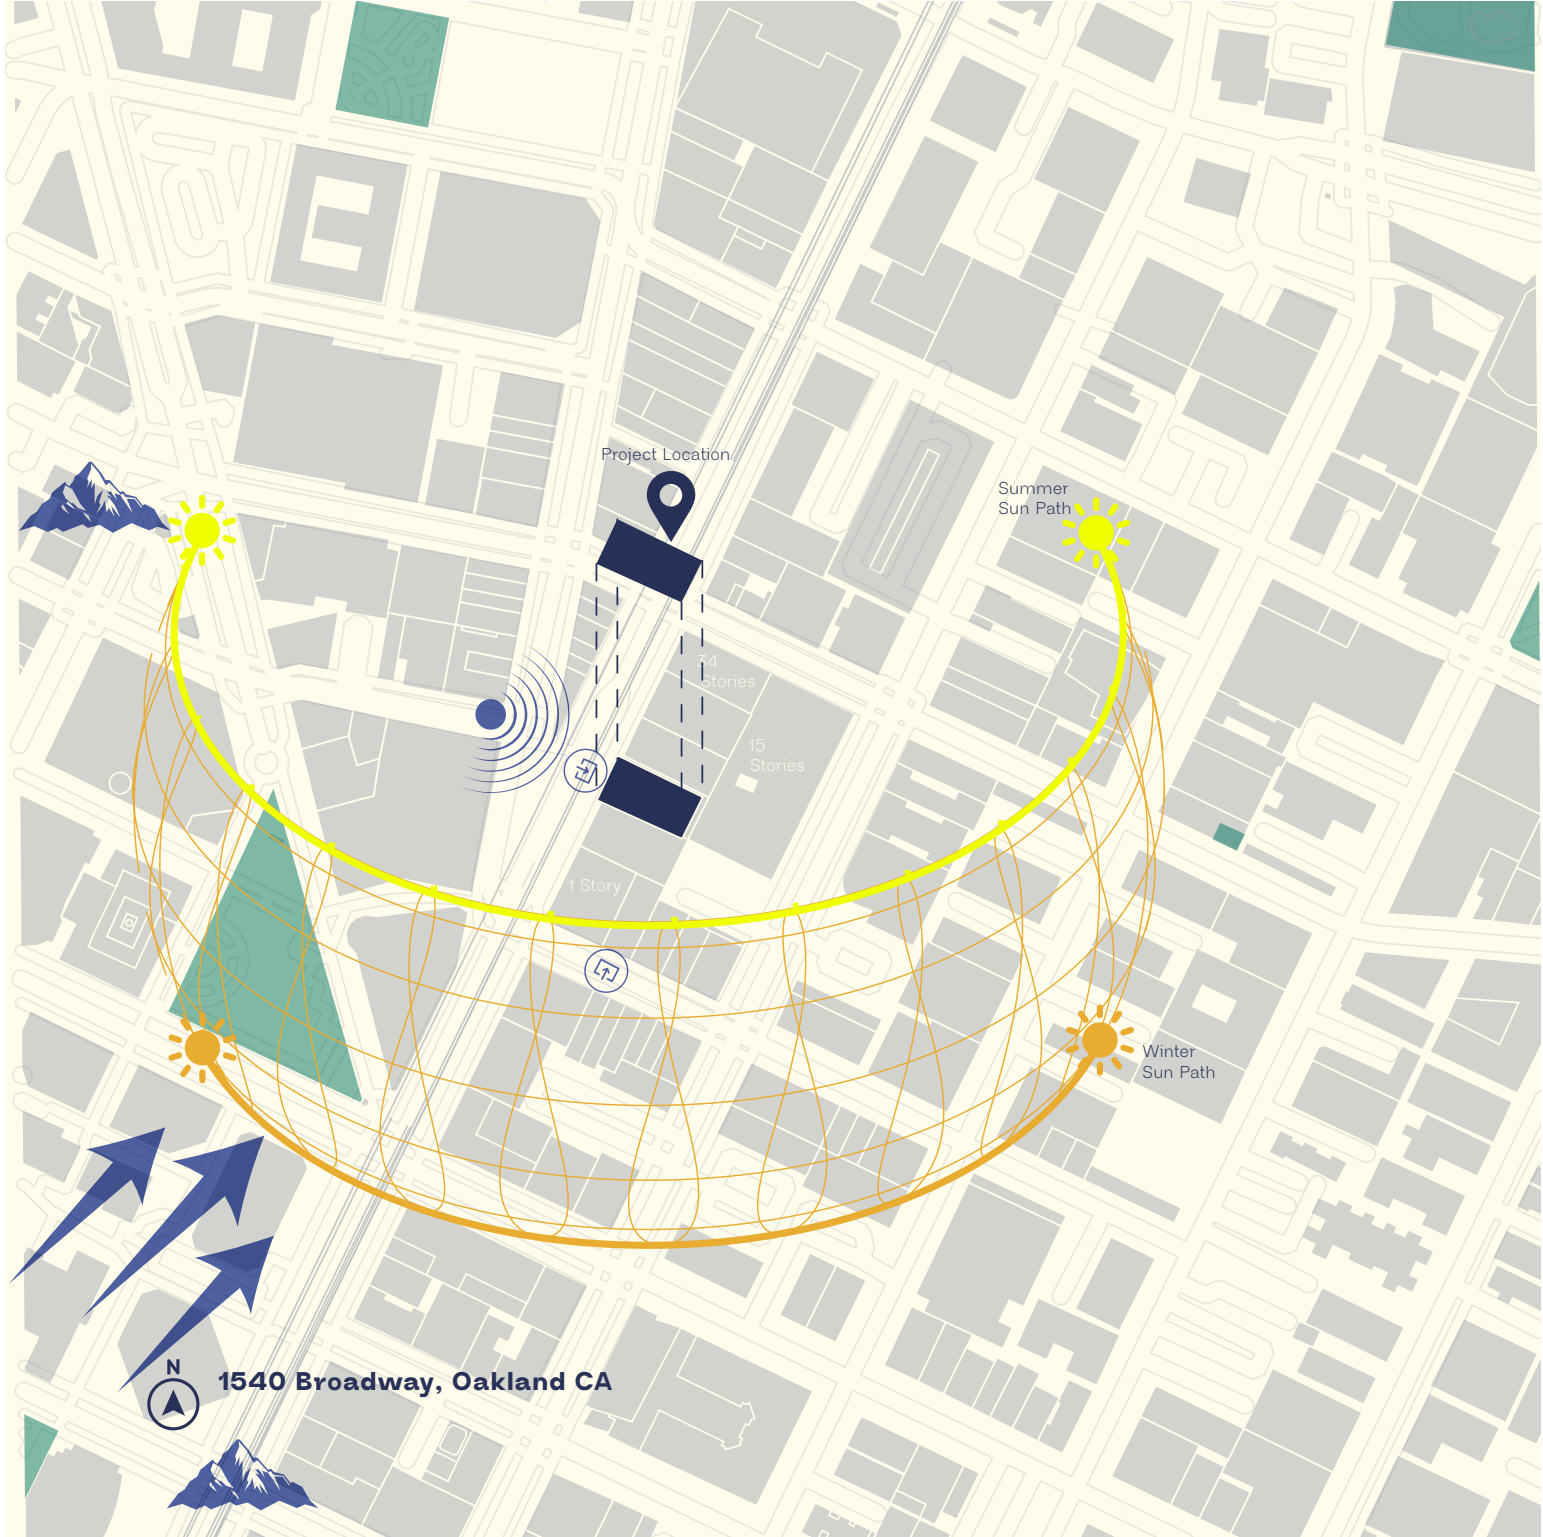 Project Location
Summer
Sun Path
34
Stories
15
Stories
1 Story
Winter
Sun Path
N
1540 Broadway, Oakland CA